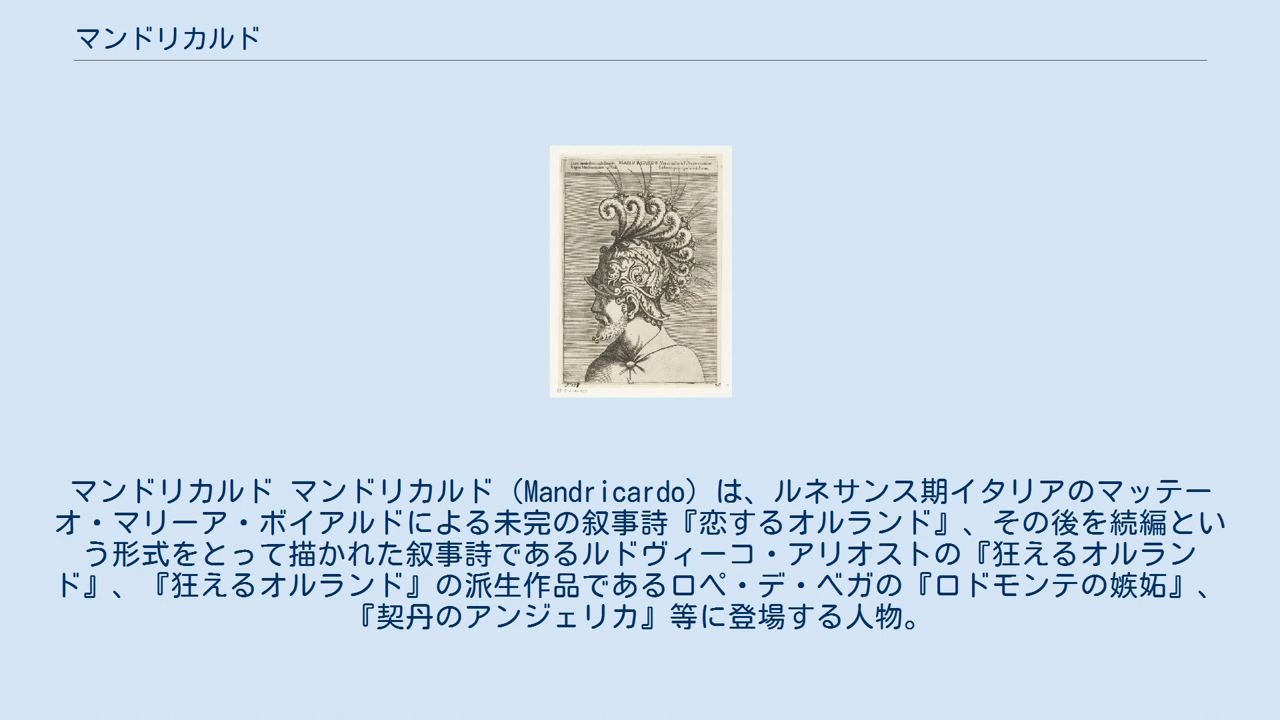 マンドリカルド
マンドリカルド マンドリカルド（Mandricardo）は、ルネサンス期イタリアのマッテー
オ・マリーア・ボイアルドによる未完の叙事詩『恋するオルランド』、その後を続編とい
う形式をとって描かれた叙事詩であるルドヴィーコ・アリオストの『狂えるオルラン
ド』、『狂えるオルランド』の派生作品であるロペ・デ・ベガの『ロドモンテの嫉妬』、
『契丹のアンジェリカ』等に登場する人物。